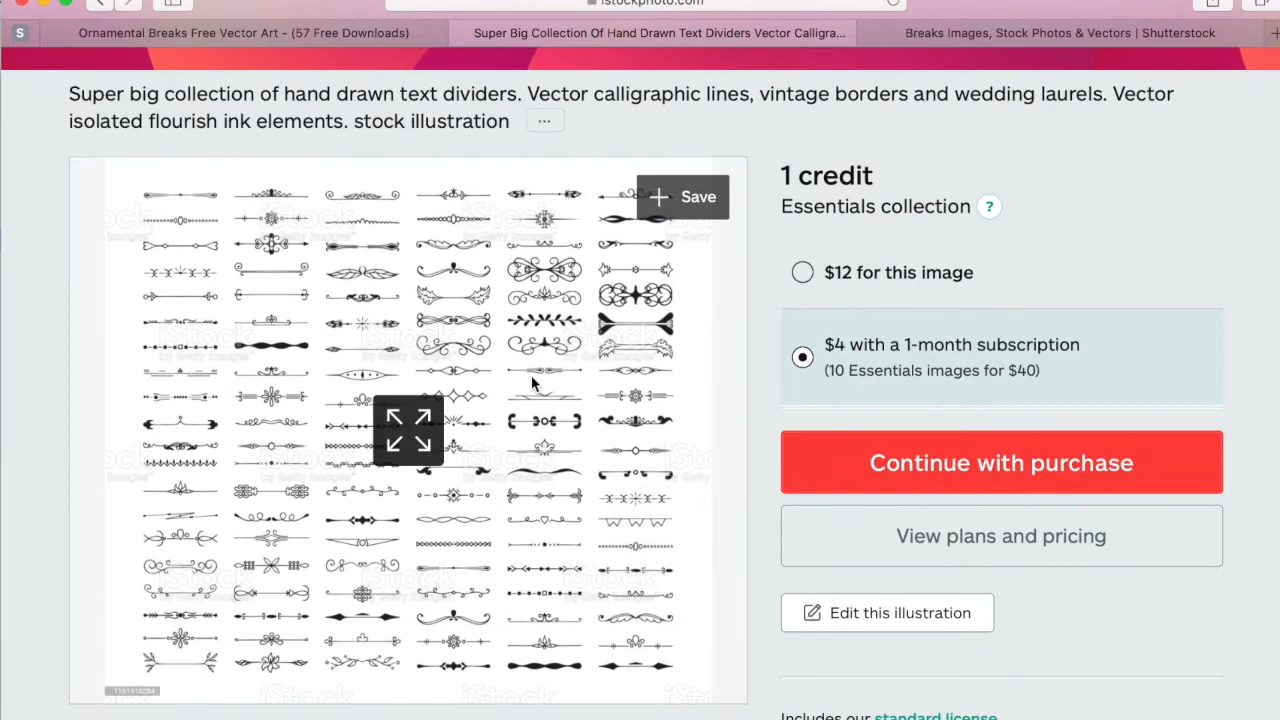 istockphoto.com
S
Ornamental Breaks Free Vector Art - (57 Free Downloads)
Super Big Collection Of Hand Drawn Text Dividers Vector Calligra...
Breaks Images, Stock Photos & Vectors | Shutterstock
Super big collection of hand drawn text dividers. Vector calligraphic lines, vintage borders and wedding laurels. Vector
isolated flourish ink elements. stock illustration ...
Save
iStock
by Getty Images™
1 credit
Essentials collection ?
$12 for this image
$4 with a 1-month subscription
(10 Essentials images for $40)
Continue with purchase
View plans and pricing
Edit this illustration
Includes our standard license.